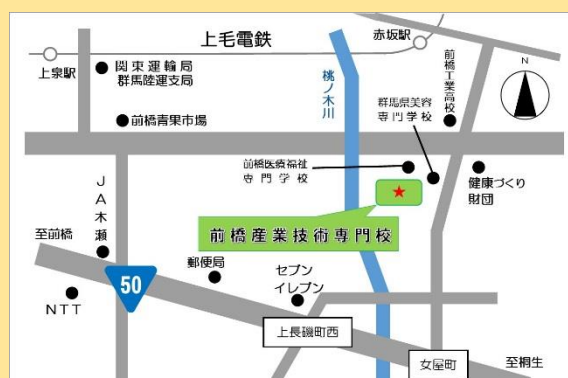 上毛電鉄
赤坂駅
上泉駅
関東運輸局
群馬陸運支局
前橋青果市場
桃ノ木川
前橋工業高校
N
群馬県美容
専門学校
前橋医療福祉
専門学校
健康づくり
財団
JA木瀬
前橋産業技術専門校
至前橋
郵便局
セブン
イレブン
50
NTT
上長磯町西
女屋町
至桐生